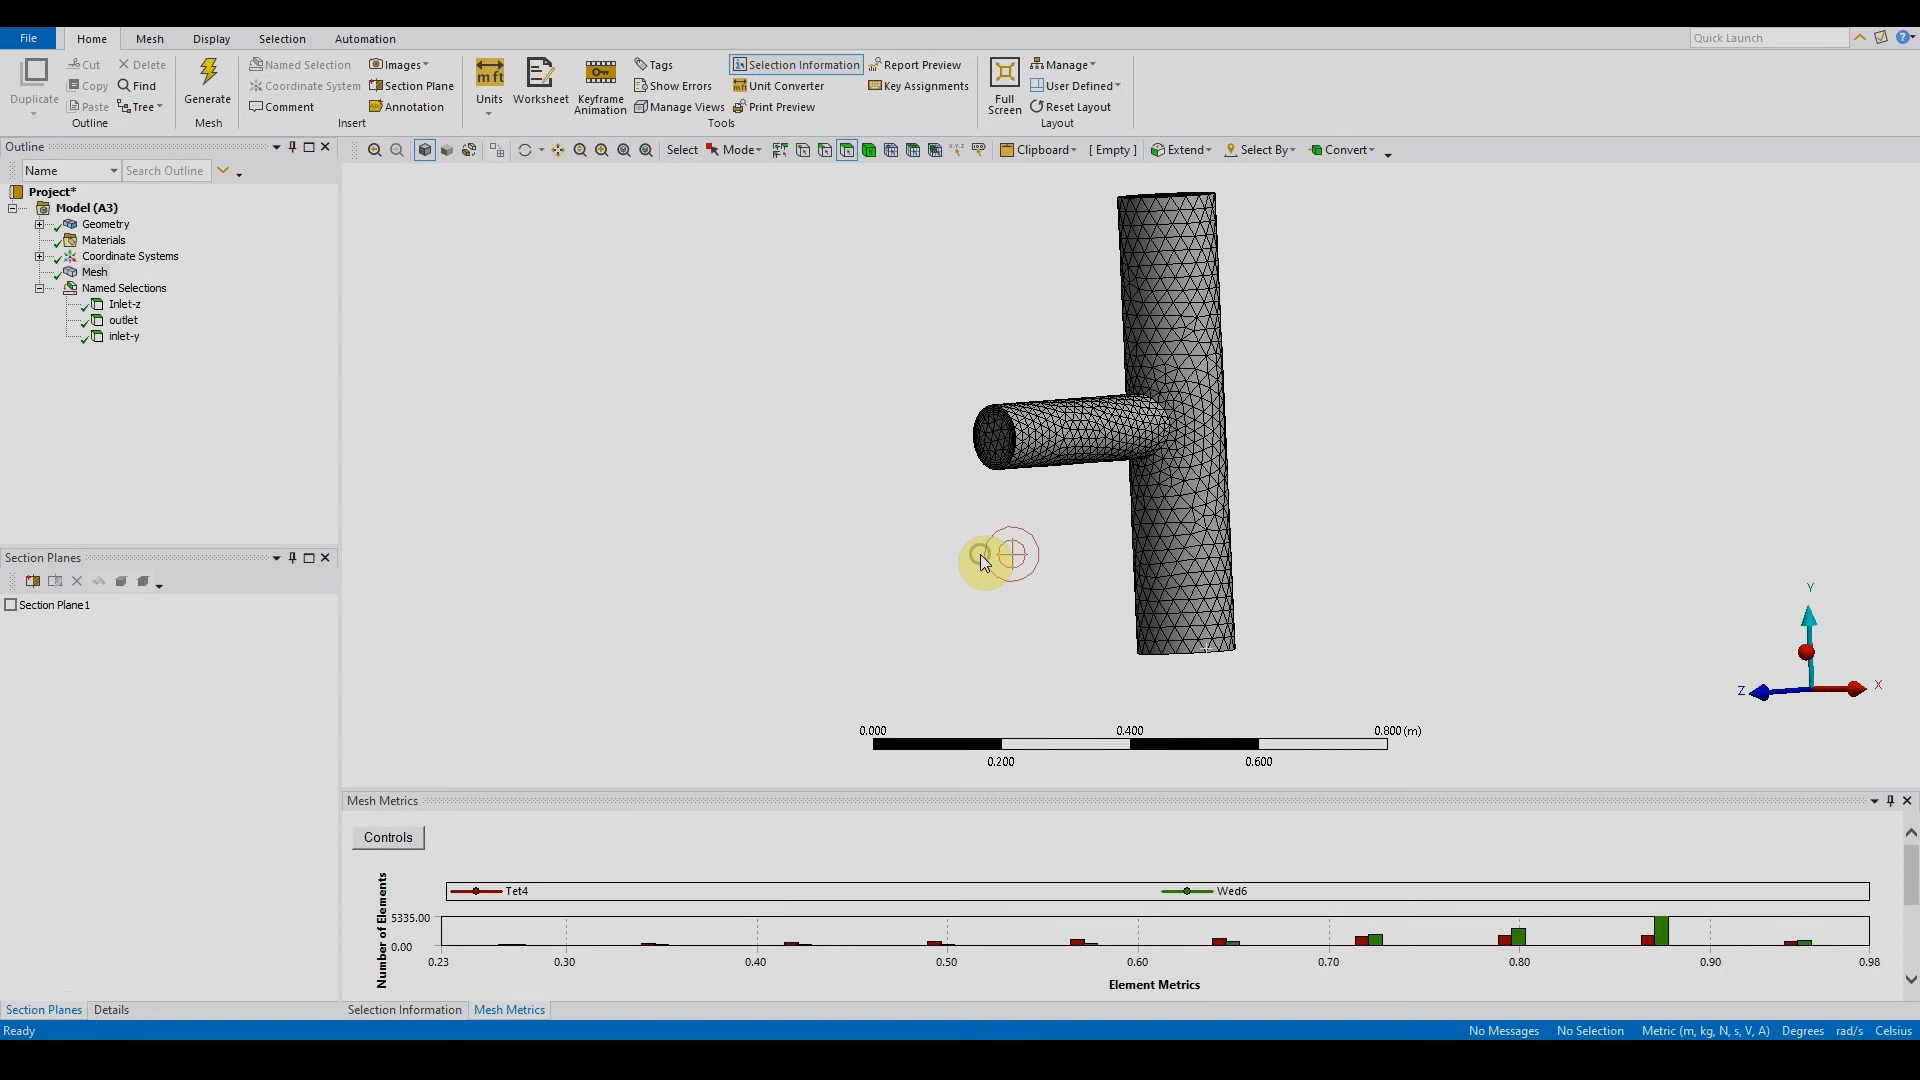 File Home Mesh Display Selection Automation Quick Launch
Cut Delete Named Selection Images Tags Selection Information Report Preview Manage
Copy Find Coordinate System Section Plane Show Errors Unit Converter Key Assignments User Defined
Duplicate Paste Tree Generate Comment Annotation Units Worksheet Keyframe Animation Manage Views Print Preview Full Screen Reset Layout
mft
Outline Mesh Insert Tools Layout
Outline
Name Search Outline
Select Mode Clipboard [ Empty ] Extend Select By Convert
Project*
Model (A3)
Geometry
Materials
Coordinate Systems
Mesh
Named Selections
Inlet-z
outlet
inlet-y
Section Planes
Section Plane1
Y
Z X
0.000 0.400 0.800 (m)
0.200 0.600
Mesh Metrics
Controls
Tet4 Wed6
Number of Elements
5335.00
0.00
0.23 0.30 0.40 0.50 0.60 0.70 0.80 0.90 0.98
Element Metrics
Section Planes Details Selection Information Mesh Metrics
Ready No Messages No Selection Metric (m, kg, N, s, V, A) Degrees rad/s Celsius